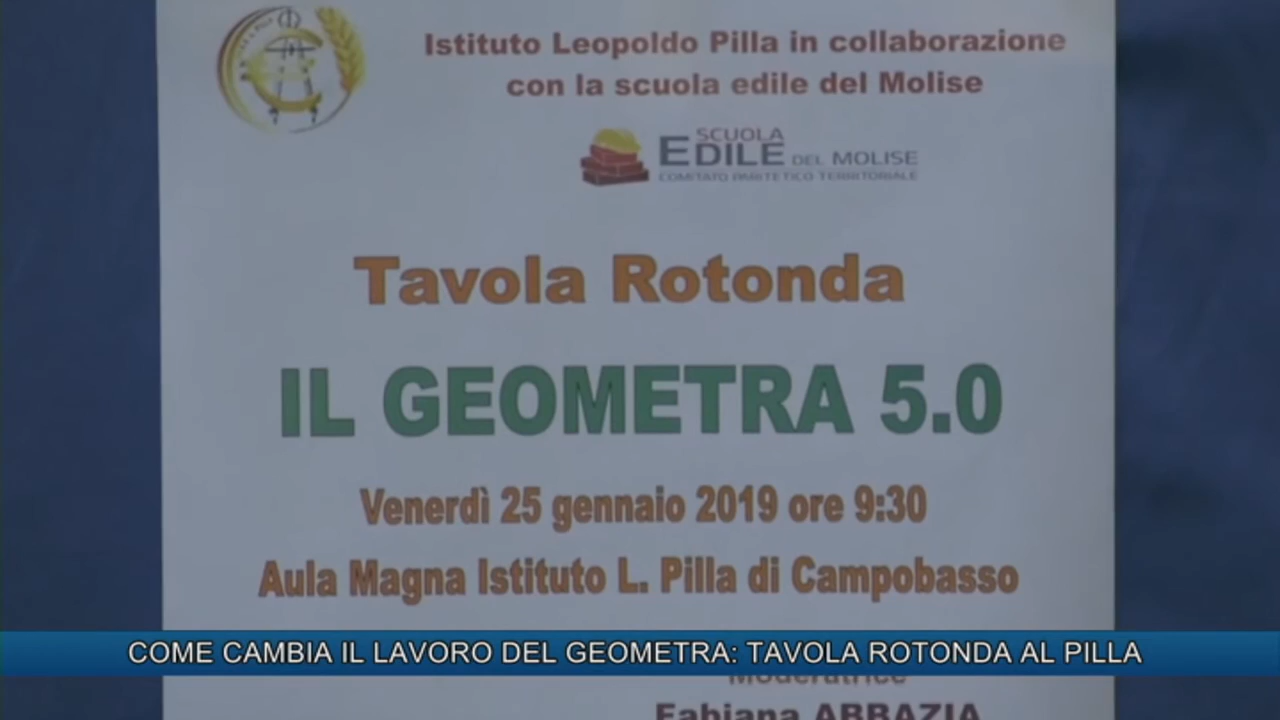 Istituto Leopoldo Pilla in collaborazione
con la scuola edile del Molise
SCUOLA
EDILE DEL MOLISE
COMITATO PARITETICO TERRITORIALE
Tavola Rotonda
IL GEOMETRA 5.0
Venerdì 25 gennaio 2019 ore 9:30
Aula Magna Istituto L. Pilla di Campobasso
COME CAMBIA IL LAVORO DEL GEOMETRA: TAVOLA ROTONDA AL PILLA
Moderatrice
Fabiana ABBAZIA